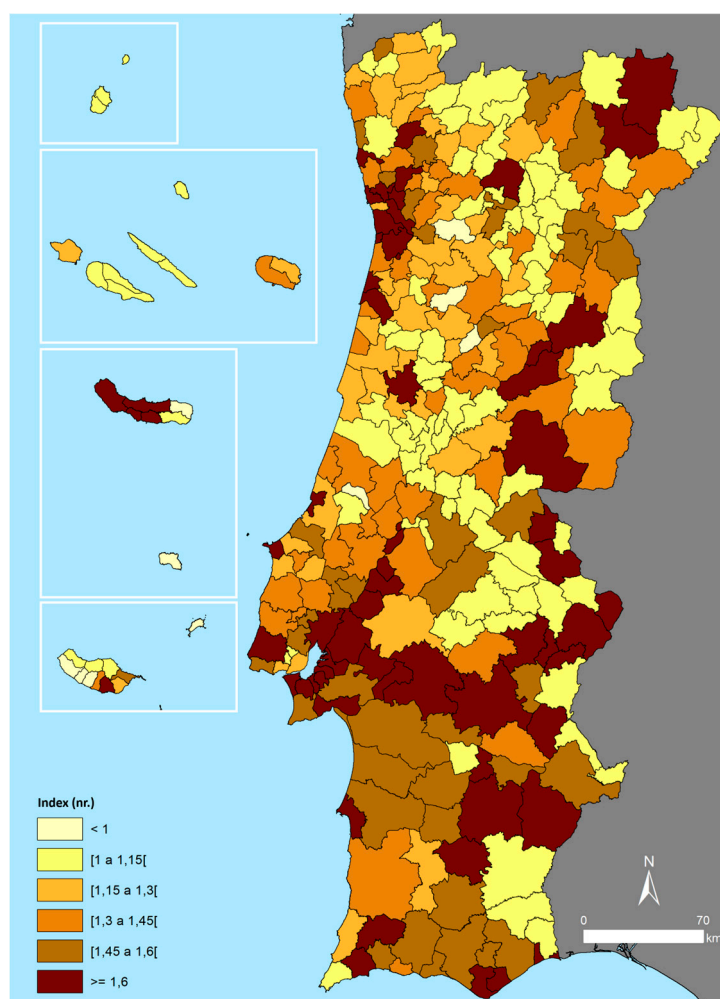 Index (nr.)
< 1
[1 a 1,15[
[1,15 a 1,3[
[1,3 a 1,45[
[1,45 a 1,6[
>= 1,6
N
0 70
km